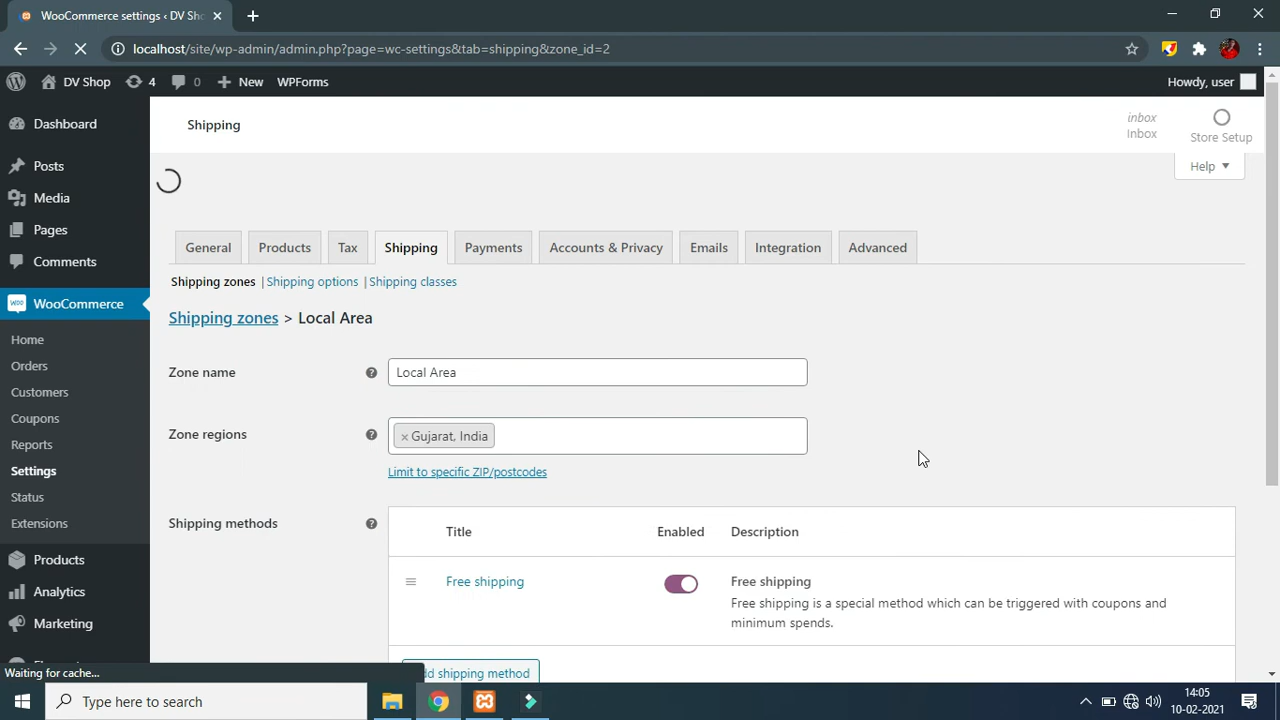 WooCommerce settings ‹ DV Sho
localhost/site/wp-admin/admin.php?page=wc-settings&tab=shipping&zone_id=2
DV Shop 4 0 New WPForms Howdy, user
Dashboard
Posts
Media
Pages
Comments
WooCommerce
Home
Orders
Customers
Coupons
Reports
Settings
Status
Extensions
Products
Analytics
Marketing
Shipping
inbox
Inbox
Store Setup
Help
General Products Tax Shipping Payments Accounts & Privacy Emails Integration Advanced
Shipping zones | Shipping options | Shipping classes
Shipping zones > Local Area
Zone name ? Local Area
Zone regions ? × Gujarat, India
Limit to specific ZIP/postcodes
Shipping methods ? Title Enabled Description
Free shipping Free shipping
Free shipping is a special method which can be triggered with coupons and
minimum spends.
dd shipping method
Waiting for cache...
Type here to search
14:05
10-02-2021